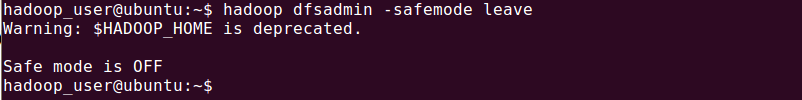 hadoop_user@ubuntu:~$ hadoop dfsadmin -safemode leave
Warning: $HADOOP_HOME is deprecated.
Safe mode is OFF
hadoop_user@ubuntu:~$